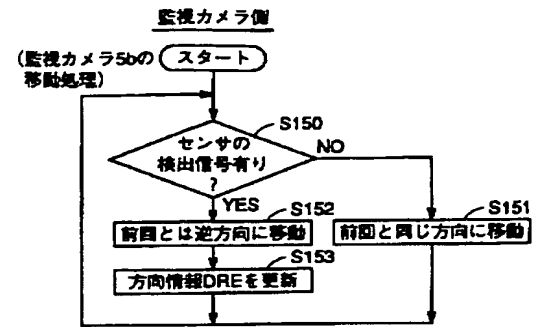 監視カメラ側
(監視カメラ5bの
移動処理)
スタート
S150
センサの
検出信号有り
?
NO
YES
S152
前回とは逆方向に移動
S151
前回と同じ方向に移動
S153
方向情報DREを更新